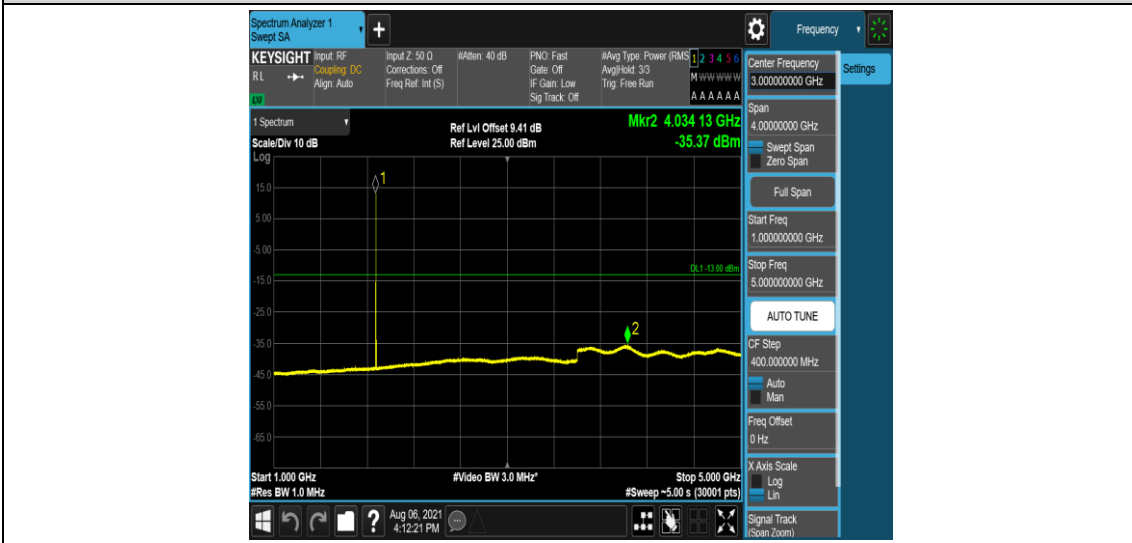 Spectrum Analyzer 1
Swept SA
+
Frequency
KEYSIGHT
R L
LXI
Input: RF
Coupling: DC
Align: Auto
Input Z: 50 Ω
Corrections: Off
Freq Ref: Int (S)
#Atten: 40 dB
PNO: Fast
Gate: Off
IF Gain: Low
Sig Track: Off
#Avg Type: Power (RMS
Avg|Hold: 3/3
Trig: Free Run
1 2 3 4 5 6
M W W W W W
A A A A A A
1 Spectrum
Scale/Div 10 dB
Log
Ref Lvl Offset 9.41 dB
Ref Level 25.00 dBm
Mkr2 4.034 13 GHz
-35.37 dBm
15.0
5.00
-5.00
-15.0
-25.0
-35.0
-45.0
-55.0
-65.0
1
DL1 -13.00 dBm
2
Start 1.000 GHz
#Res BW 1.0 MHz
#Video BW 3.0 MHz*
Stop 5.000 GHz
#Sweep ~5.00 s (30001 pts)
Aug 06, 2021
4:12:21 PM
?
Center Frequency
3.000000000 GHz
Span
4.00000000 GHz
Swept Span
Zero Span
Full Span
Start Freq
1.000000000 GHz
Stop Freq
5.000000000 GHz
AUTO TUNE
CF Step
400.000000 MHz
Auto
Man
Freq Offset
0 Hz
X Axis Scale
Log
Lin
Signal Track
(Span Zoom)
Settings